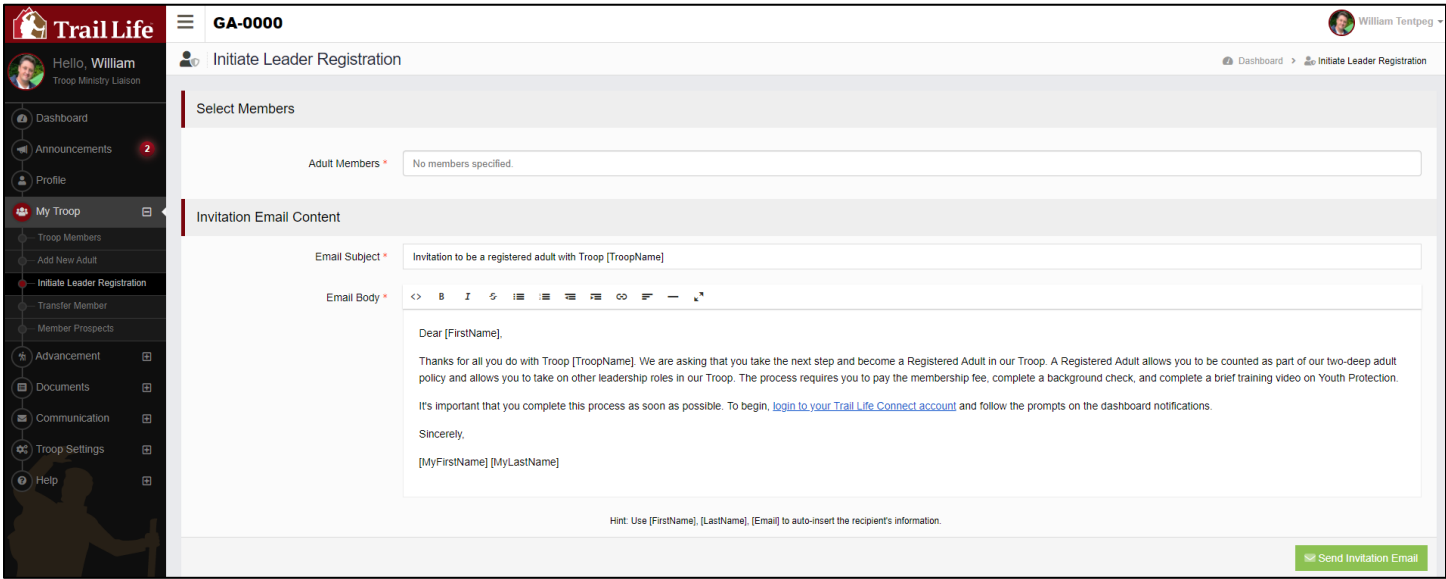 Trail Life
GA-0000
William Tentpeg
Hello, William
Troop Ministry Liaison
Initiate Leader Registration
Dashboard > Initiate Leader Registration
Dashboard
Announcements 2
Profile
My Troop
Troop Members
Add New Adult
Initiate Leader Registration
Transfer Member
Member Prospects
Advancement
Documents
Communication
Troop Settings
Help
Select Members
Adult Members * No members specified.
Invitation Email Content
Email Subject * Invitation to be a registered adult with Troop [TroopName]
Email Body *
Dear [FirstName],
Thanks for all you do with Troop [TroopName]. We are asking that you take the next step and become a Registered Adult in our Troop. A Registered Adult allows you to be counted as part of our two-deep adult
policy and allows you to take on other leadership roles in our Troop. The process requires you to pay the membership fee, complete a background check, and complete a brief training video on Youth Protection.
It's important that you complete this process as soon as possible. To begin, login to your Trail Life Connect account and follow the prompts on the dashboard notifications.
Sincerely,
[MyFirstName] [MyLastName]
Hint: Use [FirstName], [LastName], [Email] to auto-insert the recipient's information.
Send Invitation Email